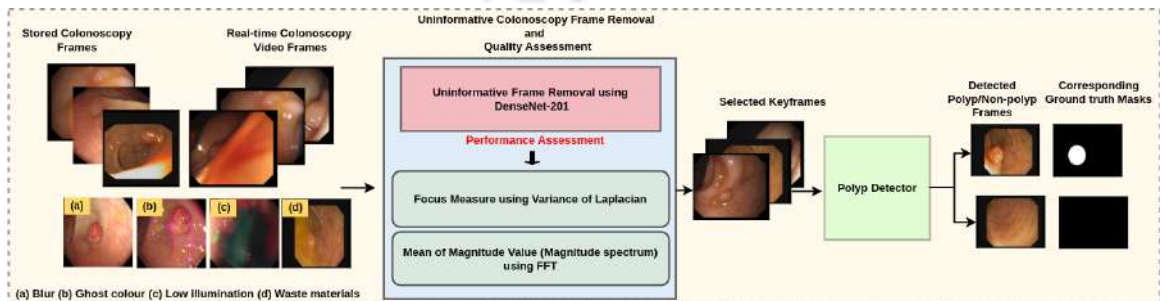 Stored Colonoscopy
Frames
Real-time Colonoscopy
Video Frames
(a)
(b)
(c)
(d)
(a) Blur (b) Ghost colour (c) Low illumination (d) Waste materials
Uninformative Colonoscopy Frame Removal
and
Quality Assessment
Uninformative Frame Removal using
DenseNet-201
Performance Assessment
Focus Measure using Variance of Laplacian
Mean of Magnitude Value (Magnitude spectrum)
using FFT
Selected Keyframes
Polyp Detector
Detected
Polyp/Non-polyp
Frames
Corresponding
Ground truth Masks